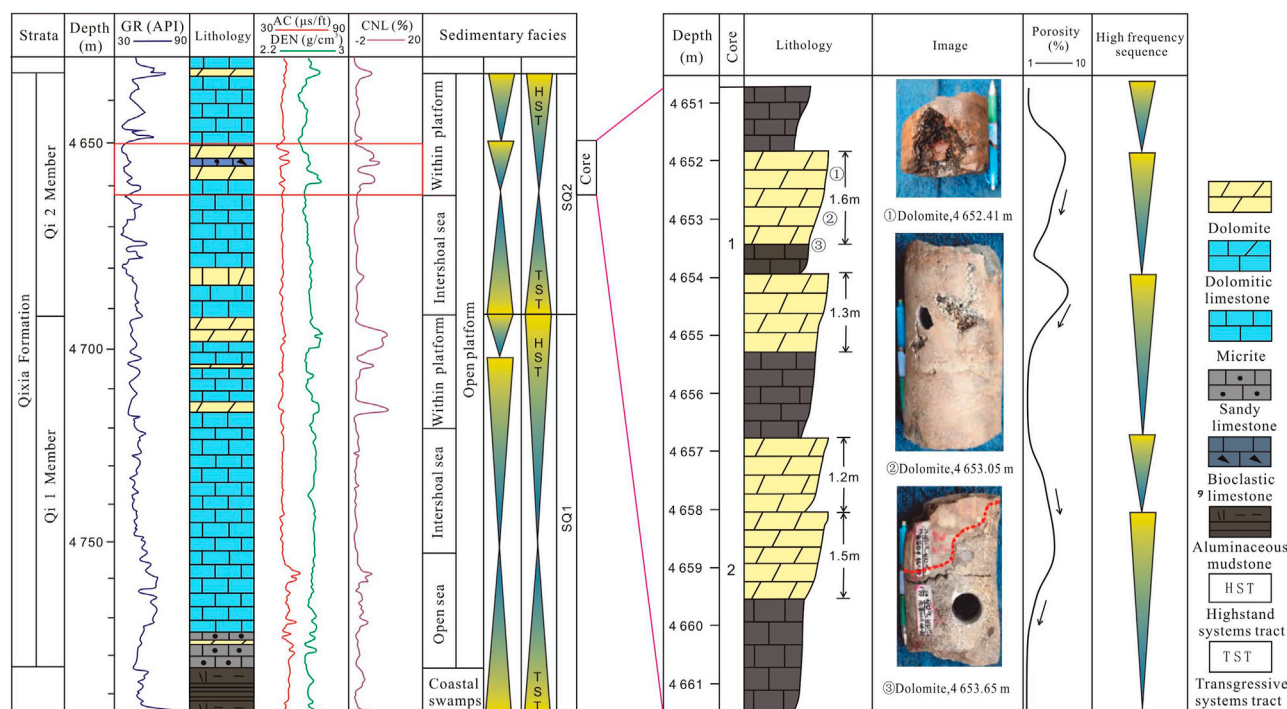 Strata
Depth
(m)
GR (API)
30 90
Lithology
AC (μs/ft)
30 90
DEN (g/cm³)
2.2 3
CNL (%)
-2 20
Sedimentary facies
Qixia Formation
Qi 2 Member
Qi 1 Member
4 650
4 700
4 750
Within platform
Intershoal sea
Within platform
Intershoal sea
Open sea
Open platform
Coastal
swamps
HST
TST
HST
TST
SQ2
SQ1
Core
Depth
(m)
Core
Lithology
Image
Porosity
(%)
1 10
High frequency
sequence
4 651
4 652
4 653
4 654
4 655
4 656
4 657
4 658
4 659
4 660
4 661
1
2
①
1.6m
②
③
1.3m
1.2m
1.5m
①Dolomite,4 652.41 m
②Dolomite,4 653.05 m
③Dolomite,4 653.65 m
Dolomite
Dolomitic
limestone
Micrite
Sandy
limestone
Bioclastic
limestone
Aluminaceous
mudstone
HST
Highstand
systems tract
TST
Transgressive
systems tract